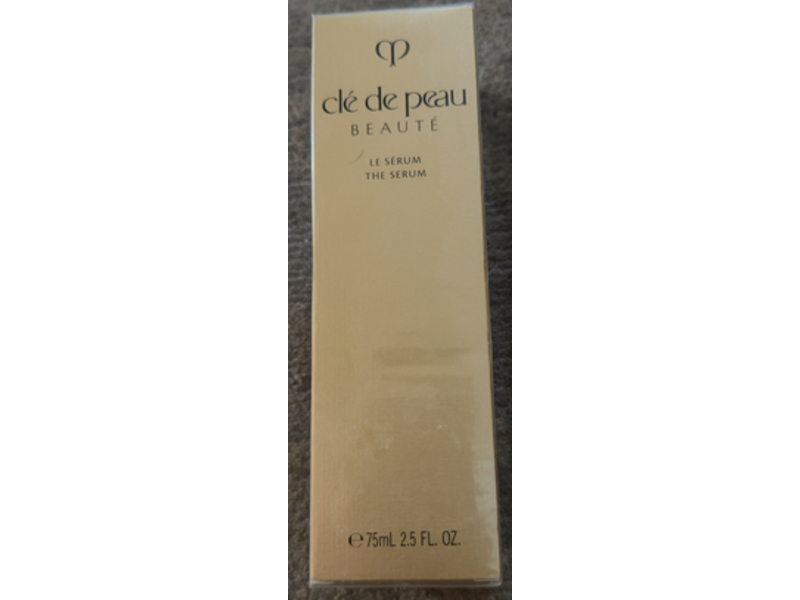 clé de peau
BEAUTÉ
LE SÉRUM
THE SERUM
℮75mL 2.5 FL. OZ.